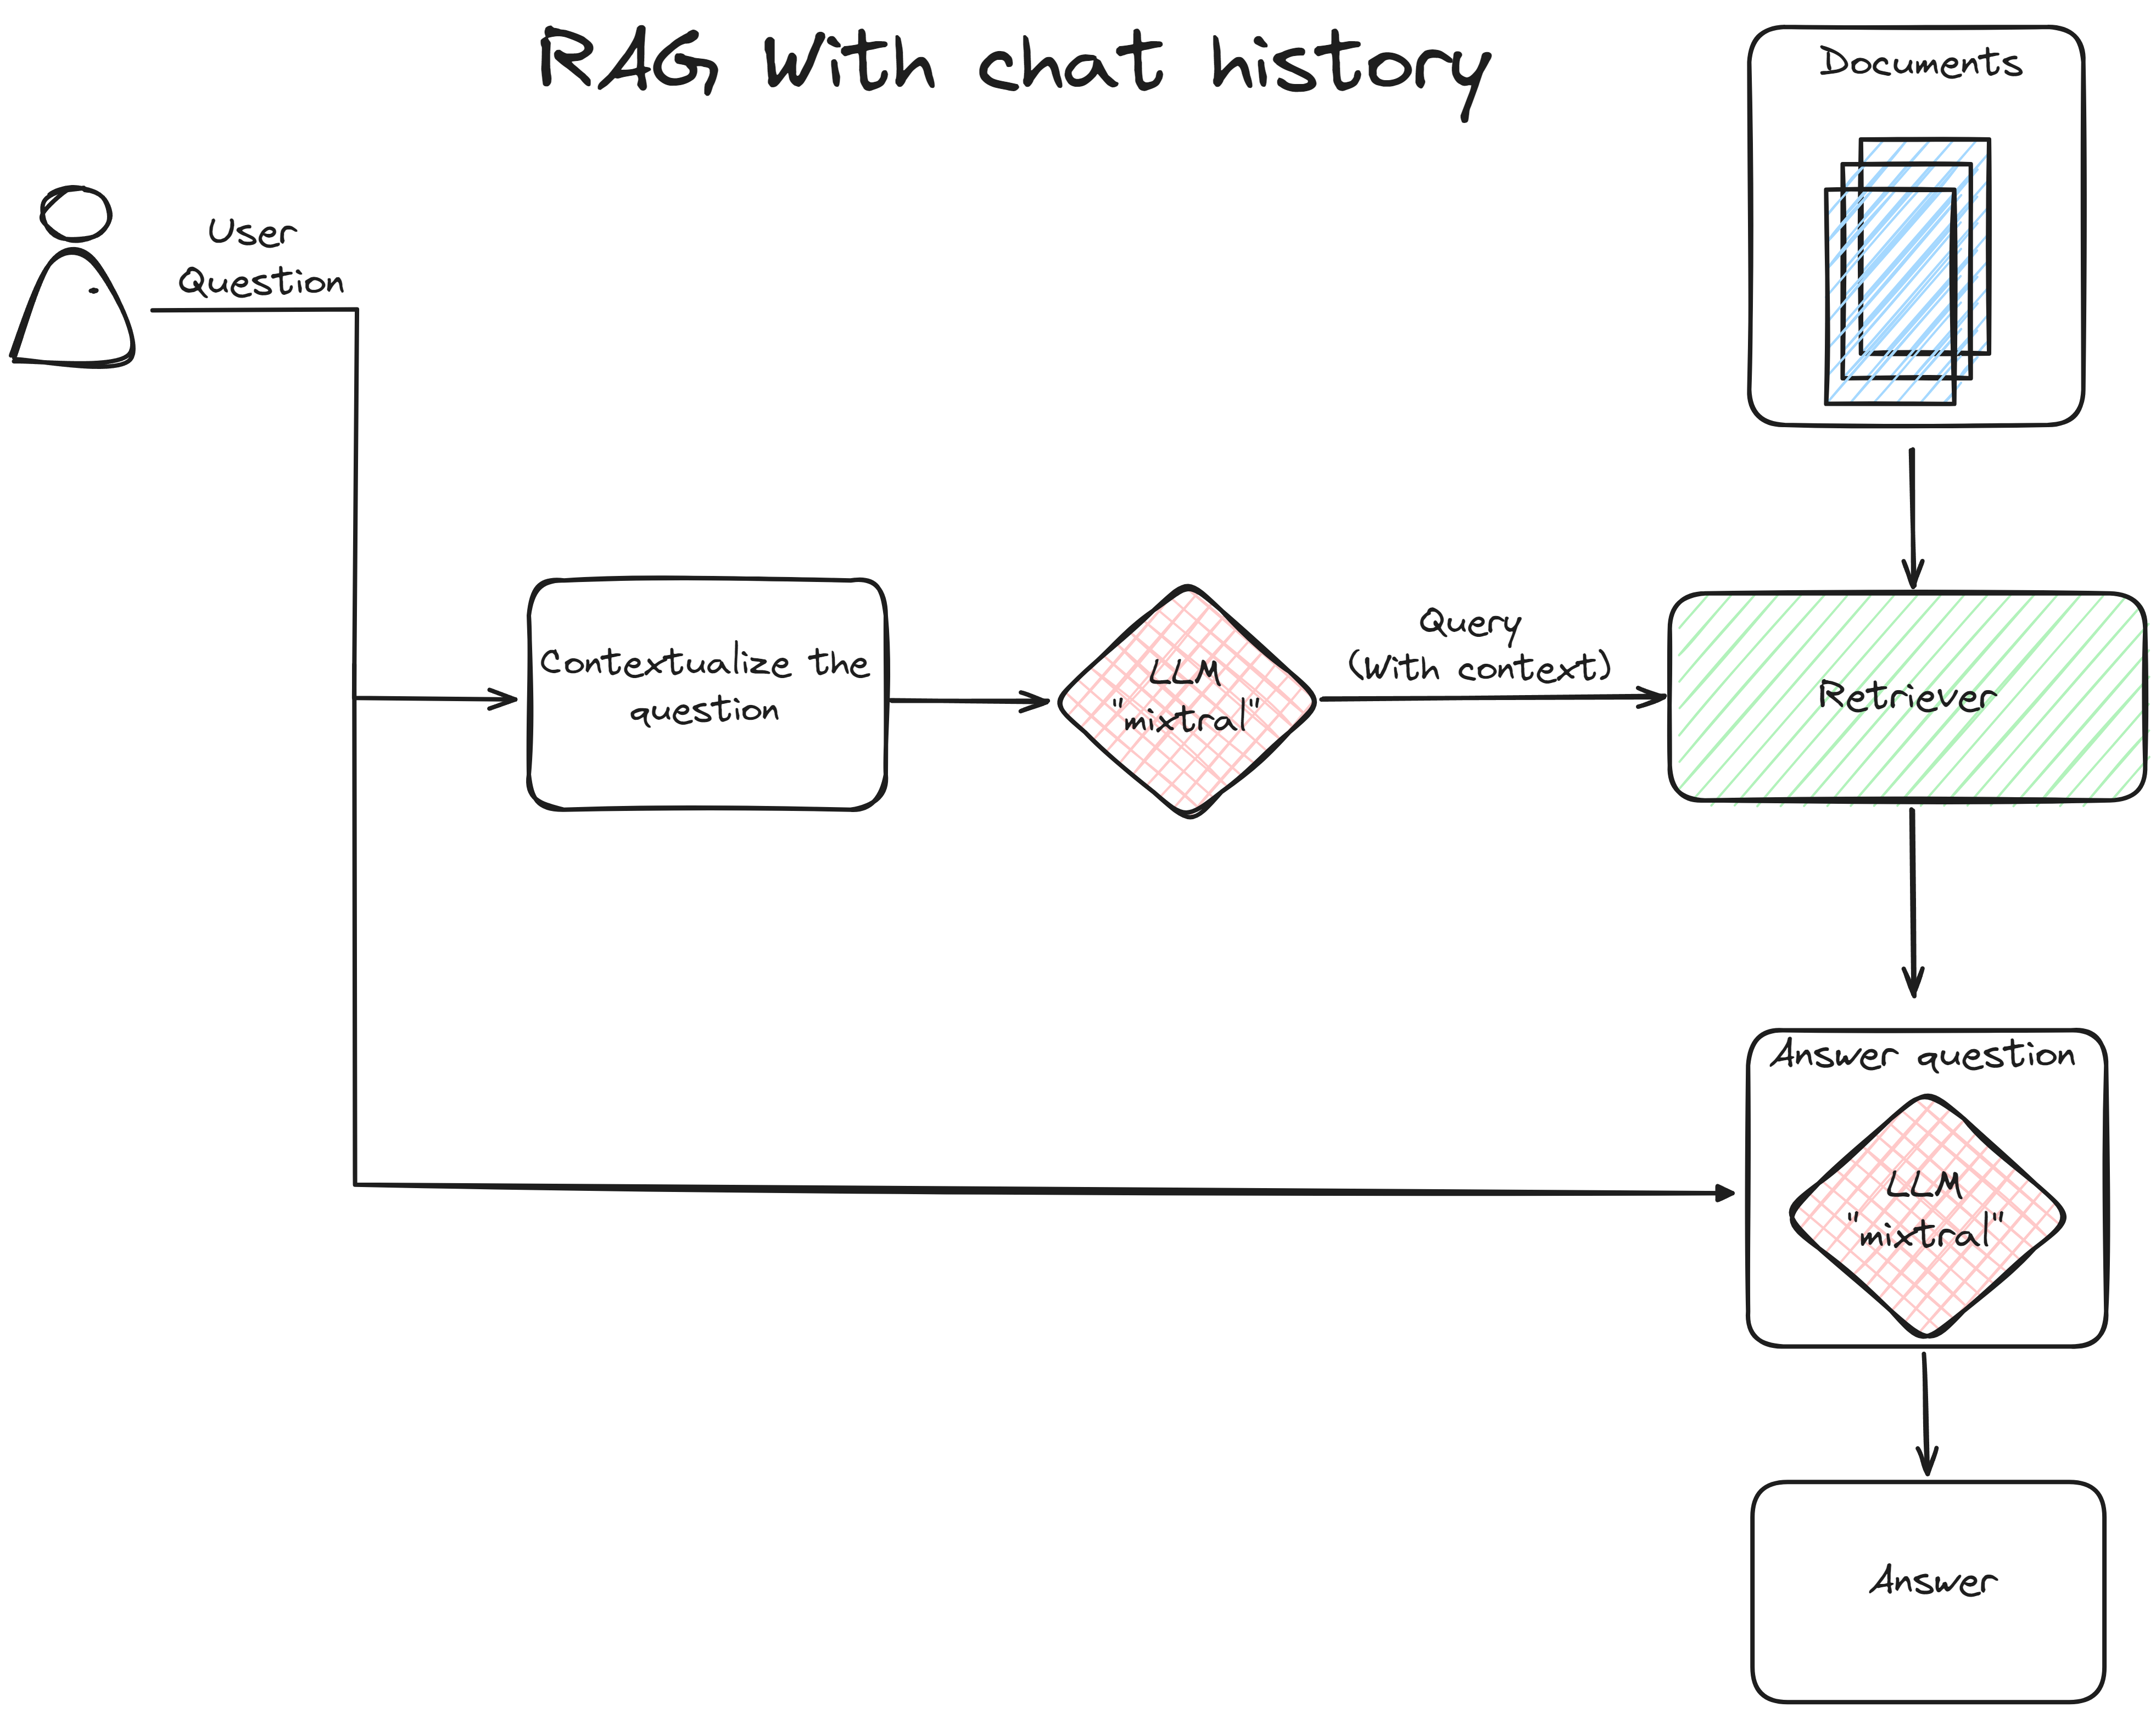 RAG With chat history
Documents
User
Question
Contextualize the
question
LLM
"mixtral"
Query
(With context)
Retriever
Answer question
LLM
"mixtral"
Answer